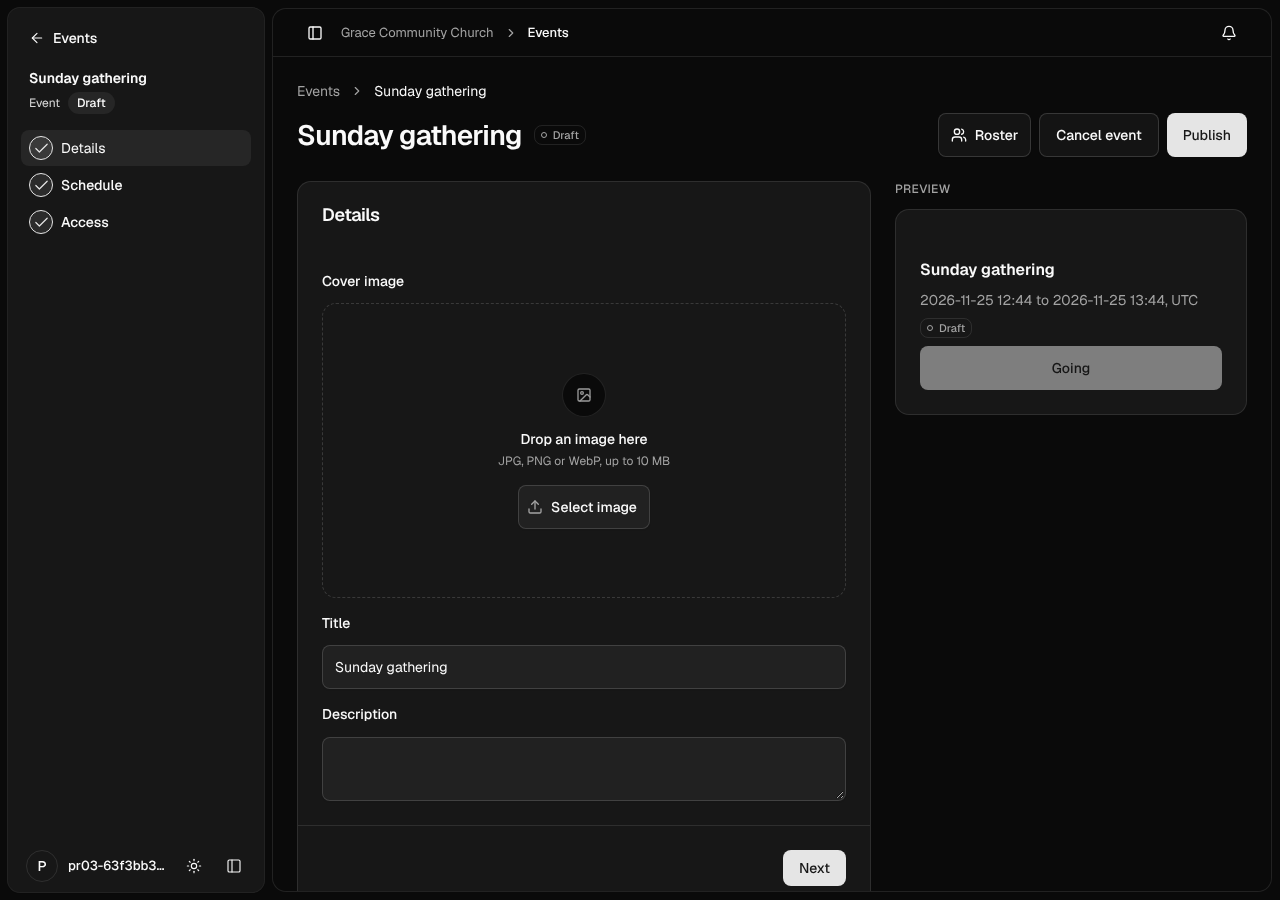 Events
Sunday gathering
Event Draft
Details
Schedule
Access
P pr03-63f3bb3…
Grace Community Church Events
Events Sunday gathering
Sunday gathering Draft
Roster Cancel event Publish
Details
Cover image
Drop an image here
JPG, PNG or WebP, up to 10 MB
Select image
Title
Sunday gathering
Description
Next
PREVIEW
Sunday gathering
2026-11-25 12:44 to 2026-11-25 13:44, UTC
Draft
Going